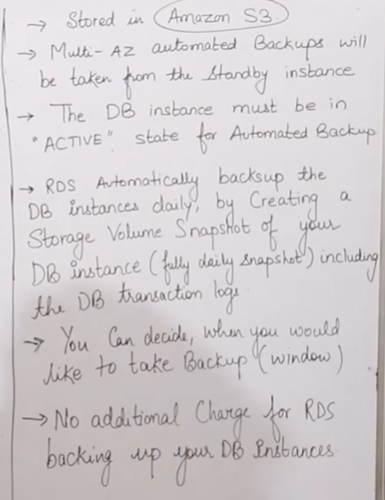 → Stored in Amazon S3
→ Multi-AZ automated Backups will
be taken from the Standby instance
→ The DB instance must be in
"ACTIVE". state for Automated Backup
→ RDS Automatically backsup the
DB instances daily, by Creating a
Storage Volume Snapshot of your
DB instance (fully daily snapshot) including
the DB transaction logs.
→ You Can decide, when you would
like to take Backup (window)
→ No additional Charge for RDS
backing up your DB Instances.